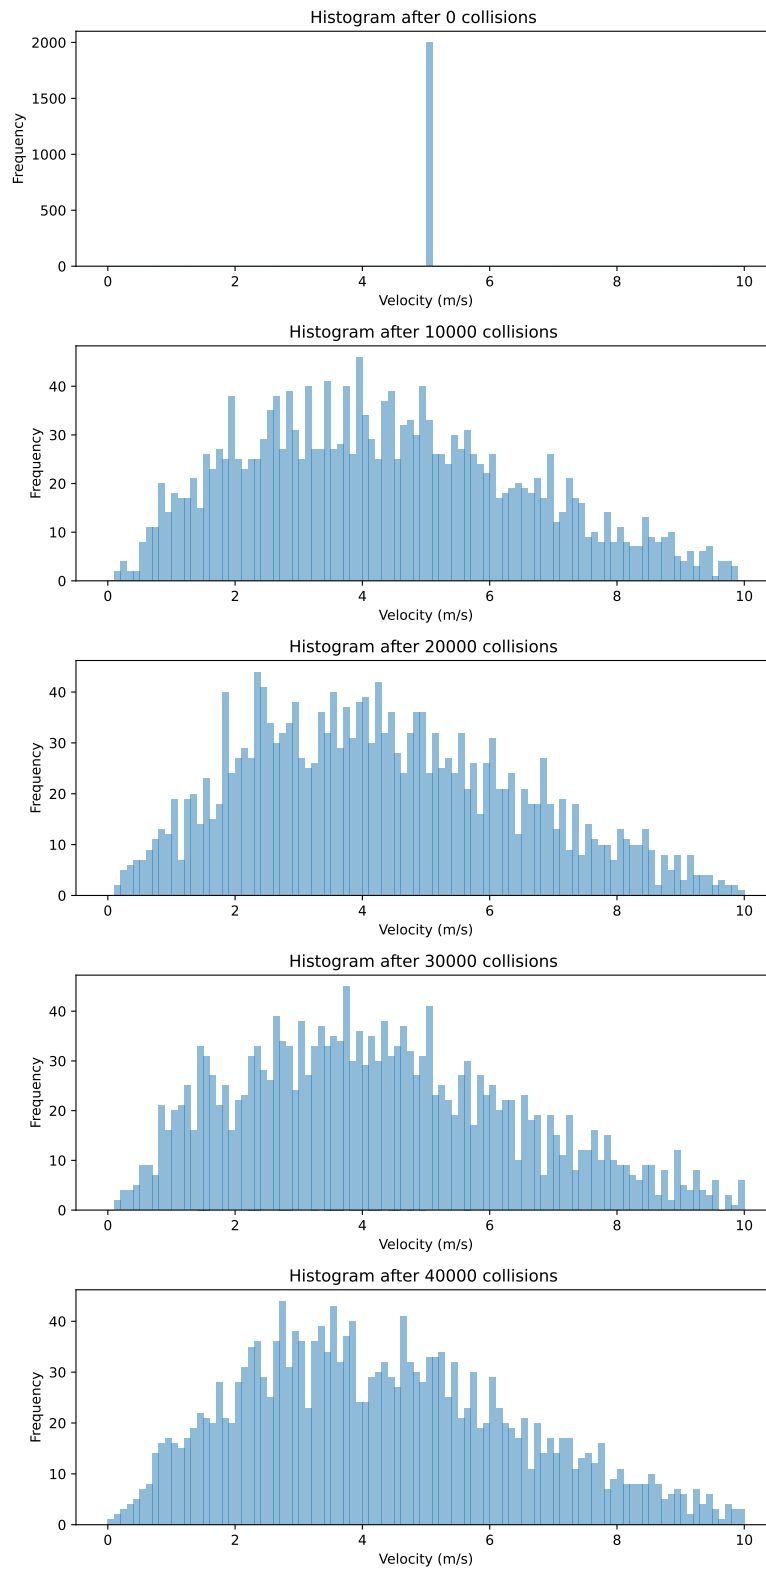 Histogram after 0 collisions
2000
1500
1000
500
0
Frequency
0 2 4 6 8 10
Velocity (m/s)
Histogram after 10000 collisions
40
30
20
10
0
Frequency
0 2 4 6 8 10
Velocity (m/s)
Histogram after 20000 collisions
40
30
20
10
0
Frequency
0 2 4 6 8 10
Velocity (m/s)
Histogram after 30000 collisions
40
30
20
10
0
Frequency
0 2 4 6 8 10
Velocity (m/s)
Histogram after 40000 collisions
40
30
20
10
0
Frequency
0 2 4 6 8 10
Velocity (m/s)